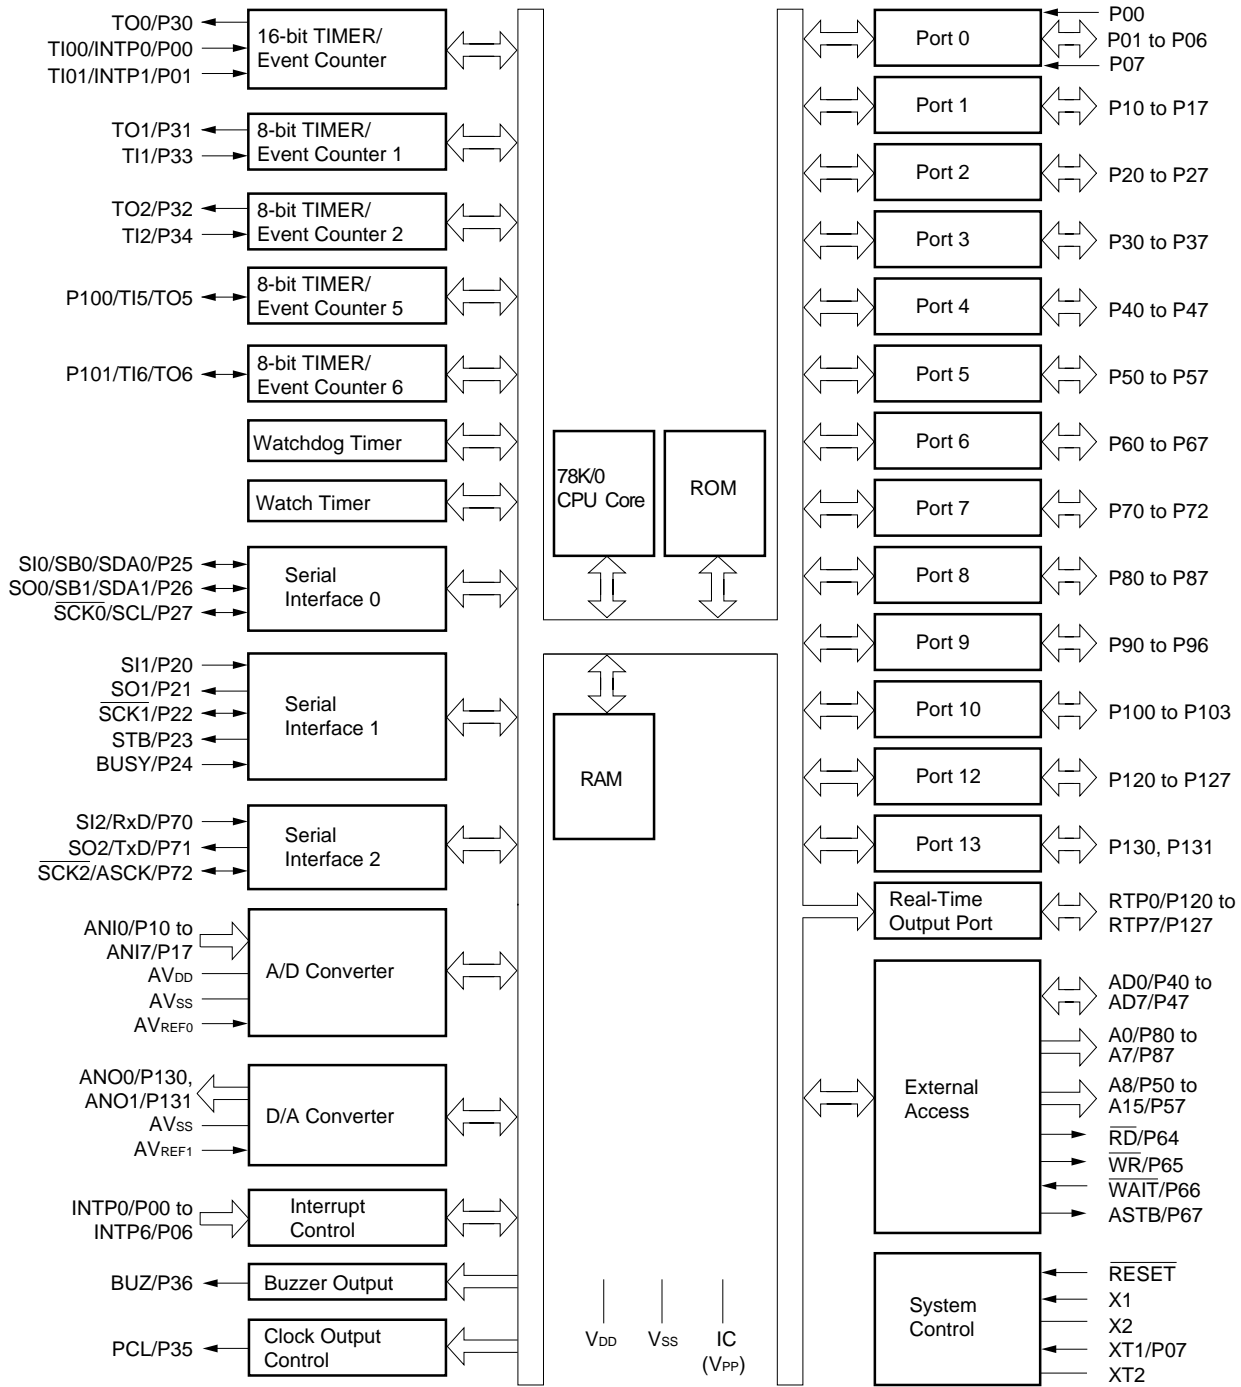 TO0/P30
TI00/INTP0/P00
TI01/INTP1/P01
16-bit TIMER/
Event Counter
TO1/P31
TI1/P33
8-bit TIMER/
Event Counter 1
TO2/P32
TI2/P34
8-bit TIMER/
Event Counter 2
P100/TI5/TO5
8-bit TIMER/
Event Counter 5
P101/TI6/TO6
8-bit TIMER/
Event Counter 6
Watchdog Timer
Watch Timer
SI0/SB0/SDA0/P25
SO0/SB1/SDA1/P26
SCK0/SCL/P27
Serial
Interface 0
SI1/P20
SO1/P21
SCK1/P22
STB/P23
BUSY/P24
Serial
Interface 1
SI2/RxD/P70
SO2/TxD/P71
SCK2/ASCK/P72
Serial
Interface 2
ANI0/P10 to
ANI7/P17
AVDD
AVSS
AVREF0
A/D Converter
ANO0/P130,
ANO1/P131
AVSS
AVREF1
D/A Converter
INTP0/P00 to
INTP6/P06
Interrupt
Control
BUZ/P36
Buzzer Output
PCL/P35
Clock Output
Control
78K/0
CPU Core
ROM
RAM
VDD
VSS
IC
(VPP)
Port 0
P00
P01 to P06
P07
Port 1
P10 to P17
Port 2
P20 to P27
Port 3
P30 to P37
Port 4
P40 to P47
Port 5
P50 to P57
Port 6
P60 to P67
Port 7
P70 to P72
Port 8
P80 to P87
Port 9
P90 to P96
Port 10
P100 to P103
Port 12
P120 to P127
Port 13
P130, P131
Real-Time
Output Port
RTP0/P120 to
RTP7/P127
External
Access
AD0/P40 to
AD7/P47
A0/P80 to
A7/P87
A8/P50 to
A15/P57
RD/P64
WR/P65
WAIT/P66
ASTB/P67
System
Control
RESET
X1
X2
XT1/P07
XT2